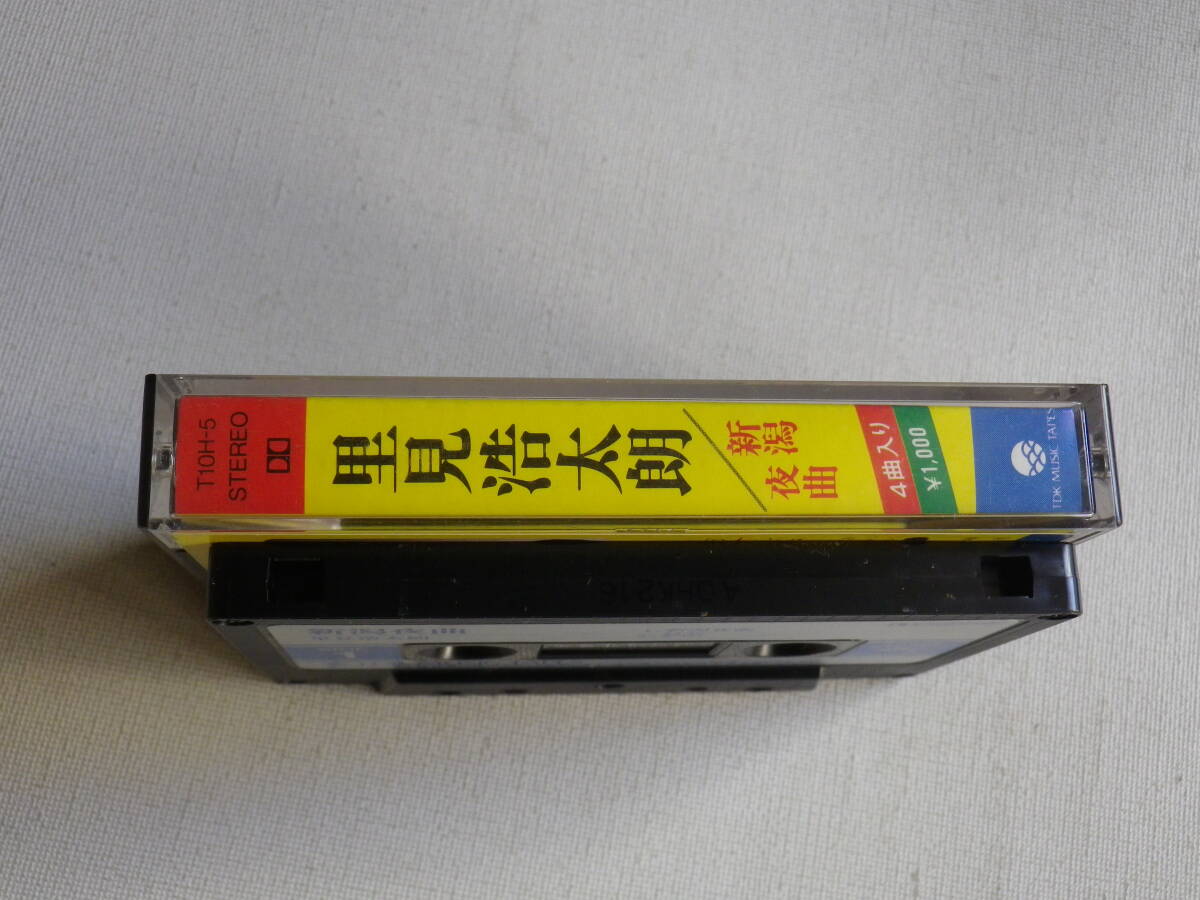 T10H-5
STEREO
里見浩太朗
新潟
夜曲
4曲入り
¥1,000
TDK MUSIC TAPES